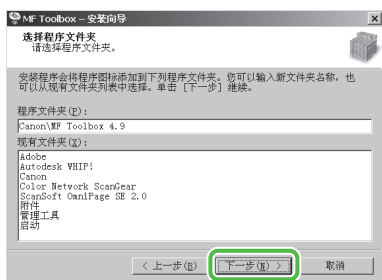 MF Toolbox - 安装向导
选择程序文件夹
请选择程序文件夹。
安装程序会将程序图标添加到下列程序文件夹。您可以输入新文件夹名称，也
可以从现有文件夹列表中选择。单击 [下一步] 继续。
程序文件夹(P):
Canon\MF Toolbox 4.9
现有文件夹(X):
Adobe
Autodesk WHIP!
Canon
Color Network ScanGear
ScanSoft OmniPage SE 2.0
附件
管理工具
启动
< 上一步(B)
下一步(N) >
取消